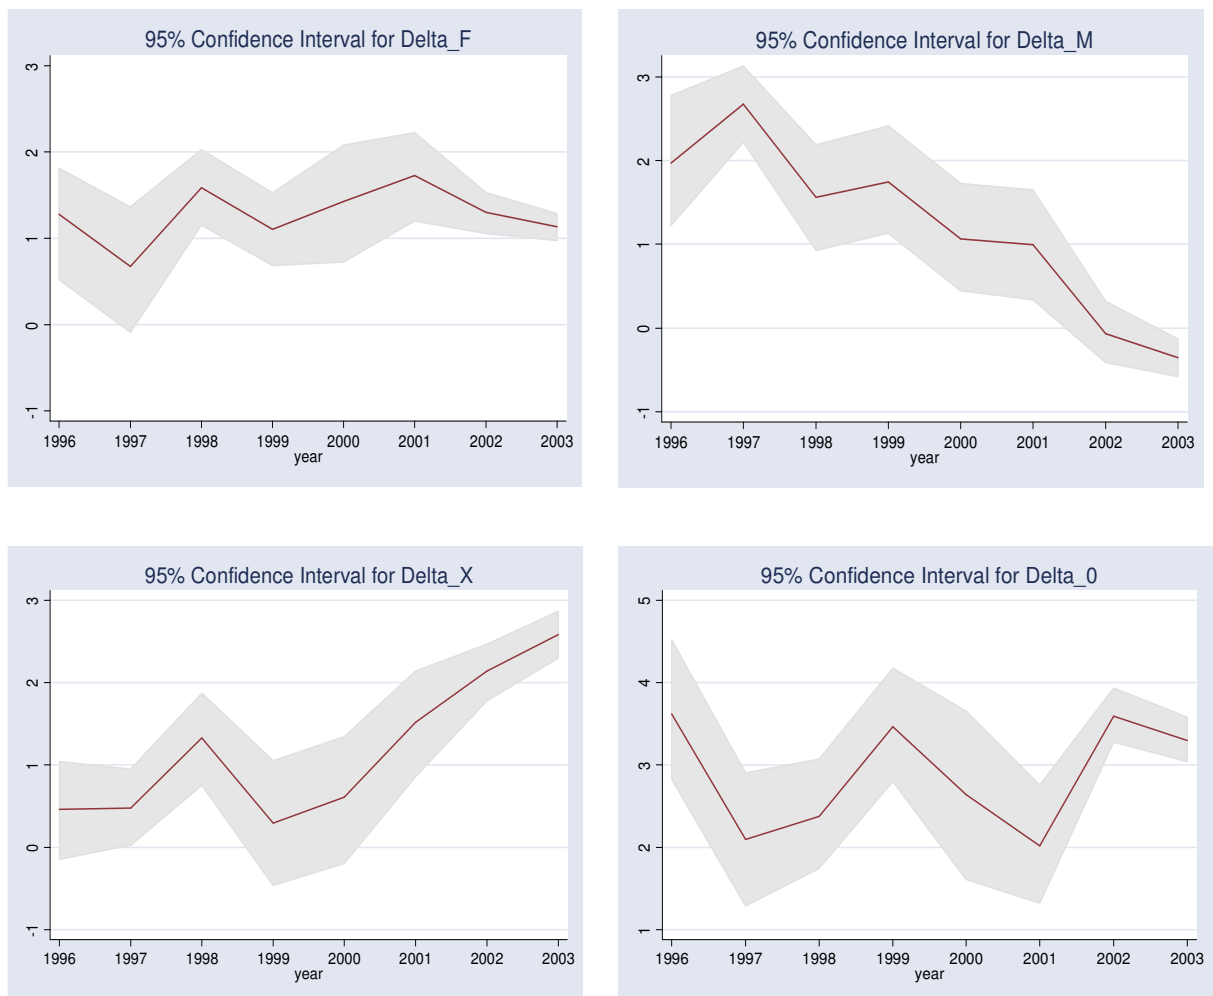 95% Confidence Interval for Delta_F
3
2
1
0
-1
1996 1997 1998 1999 2000 2001 2002 2003
year
95% Confidence Interval for Delta_M
3
2
1
0
-1
1996 1997 1998 1999 2000 2001 2002 2003
year
95% Confidence Interval for Delta_X
3
2
1
0
-1
1996 1997 1998 1999 2000 2001 2002 2003
year
95% Confidence Interval for Delta_0
5
4
3
2
1
1996 1997 1998 1999 2000 2001 2002 2003
year